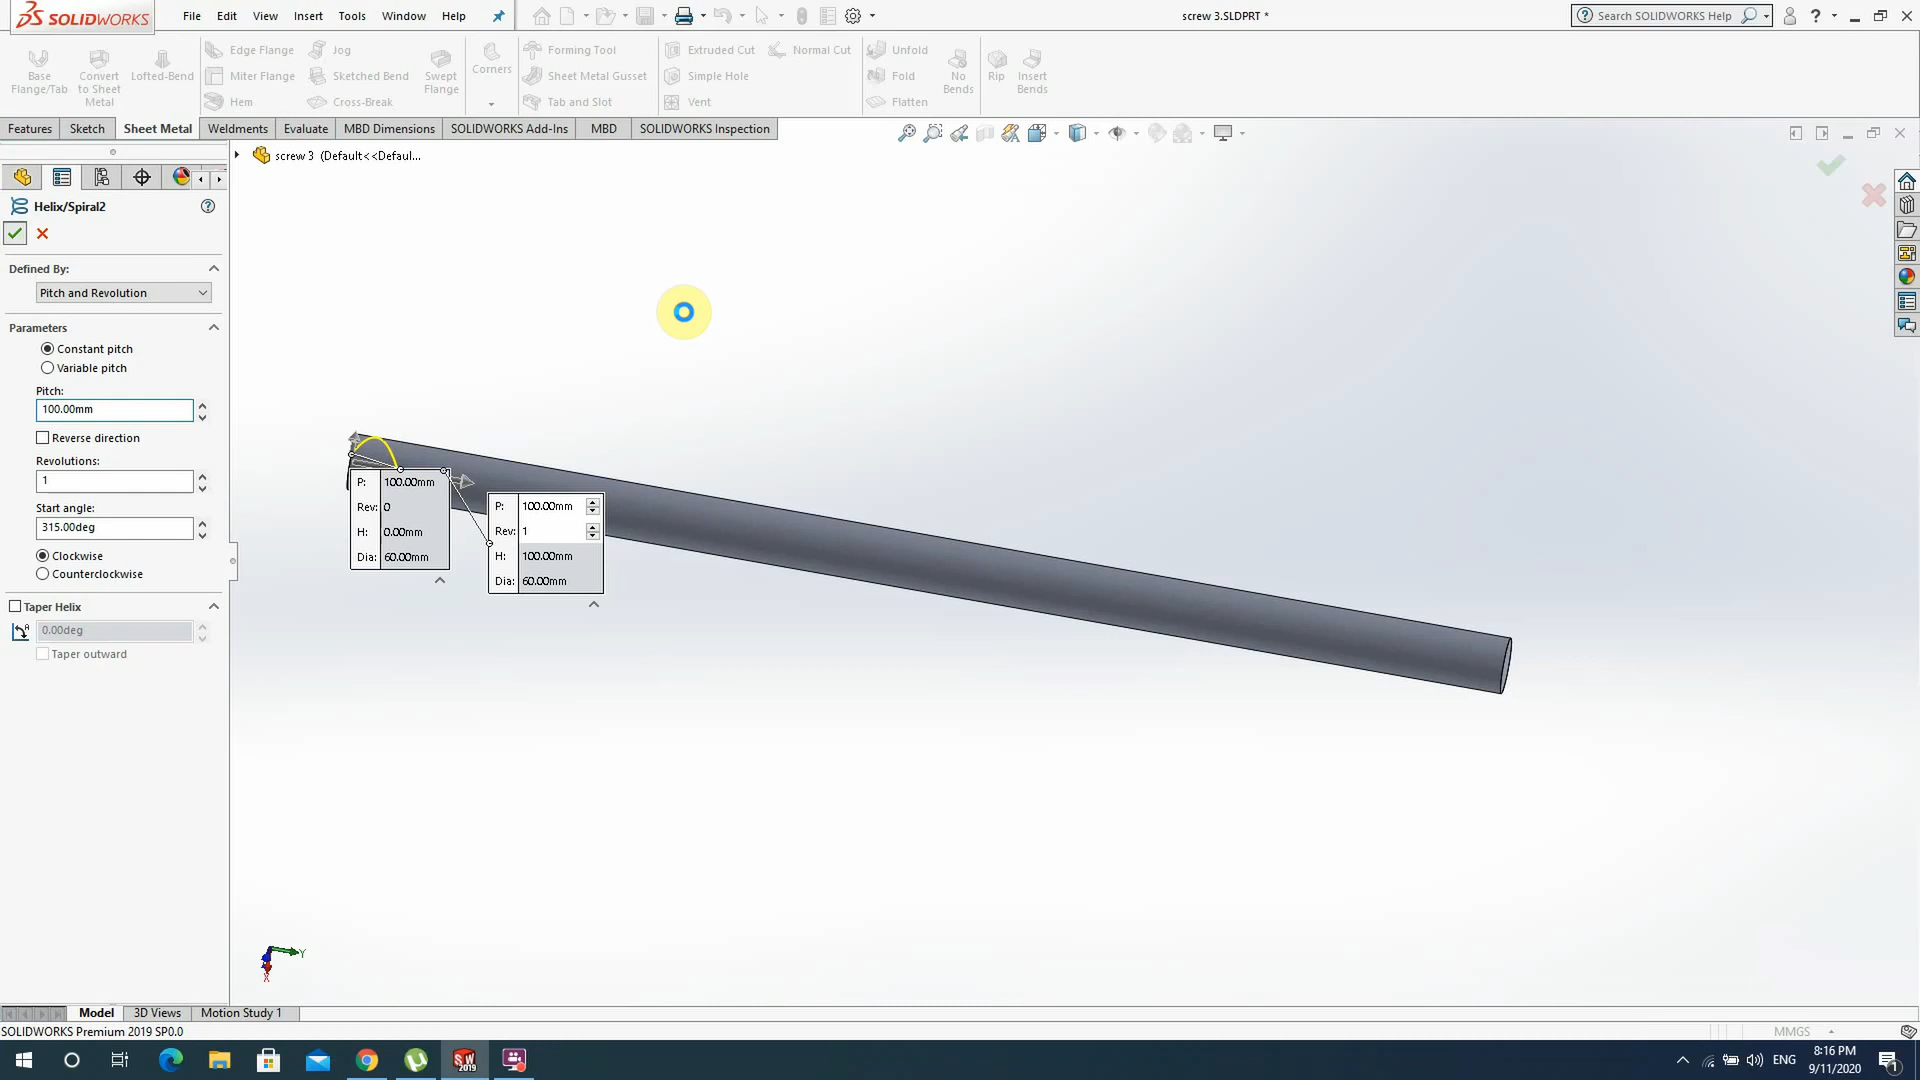 SOLIDWORKS
File Edit View Insert Tools Window Help
screw 3.SLDPRT *
Search SOLIDWORKS Help
Base Flange/Tab
Convert to Sheet Metal
Lofted-Bend
Edge Flange
Miter Flange
Hem
Jog
Sketched Bend
Cross-Break
Swept Flange
Corners
Forming Tool
Sheet Metal Gusset
Tab and Slot
Extruded Cut
Simple Hole
Vent
Normal Cut
Unfold
Fold
Flatten
No Bends
Rip
Insert Bends
Features Sketch Sheet Metal Weldments Evaluate MBD Dimensions SOLIDWORKS Add-Ins MBD SOLIDWORKS Inspection
screw 3 (Default<<Defaul...
Helix/Spiral2
Defined By:
Pitch and Revolution
Parameters
Constant pitch
Variable pitch
Pitch:
100.00mm
Reverse direction
Revolutions:
1
Start angle:
315.00deg
Clockwise
Counterclockwise
Taper Helix
0.00deg
Taper outward
P: 100.00mm
Rev: 0
H: 0.00mm
Dia: 60.00mm
P: 100.00mm
Rev: 1
H: 100.00mm
Dia: 60.00mm
Y
X
Model 3D Views Motion Study 1
SOLIDWORKS Premium 2019 SP0.0
MMGS
SW
2019
ENG
8:16 PM
9/11/2020
1